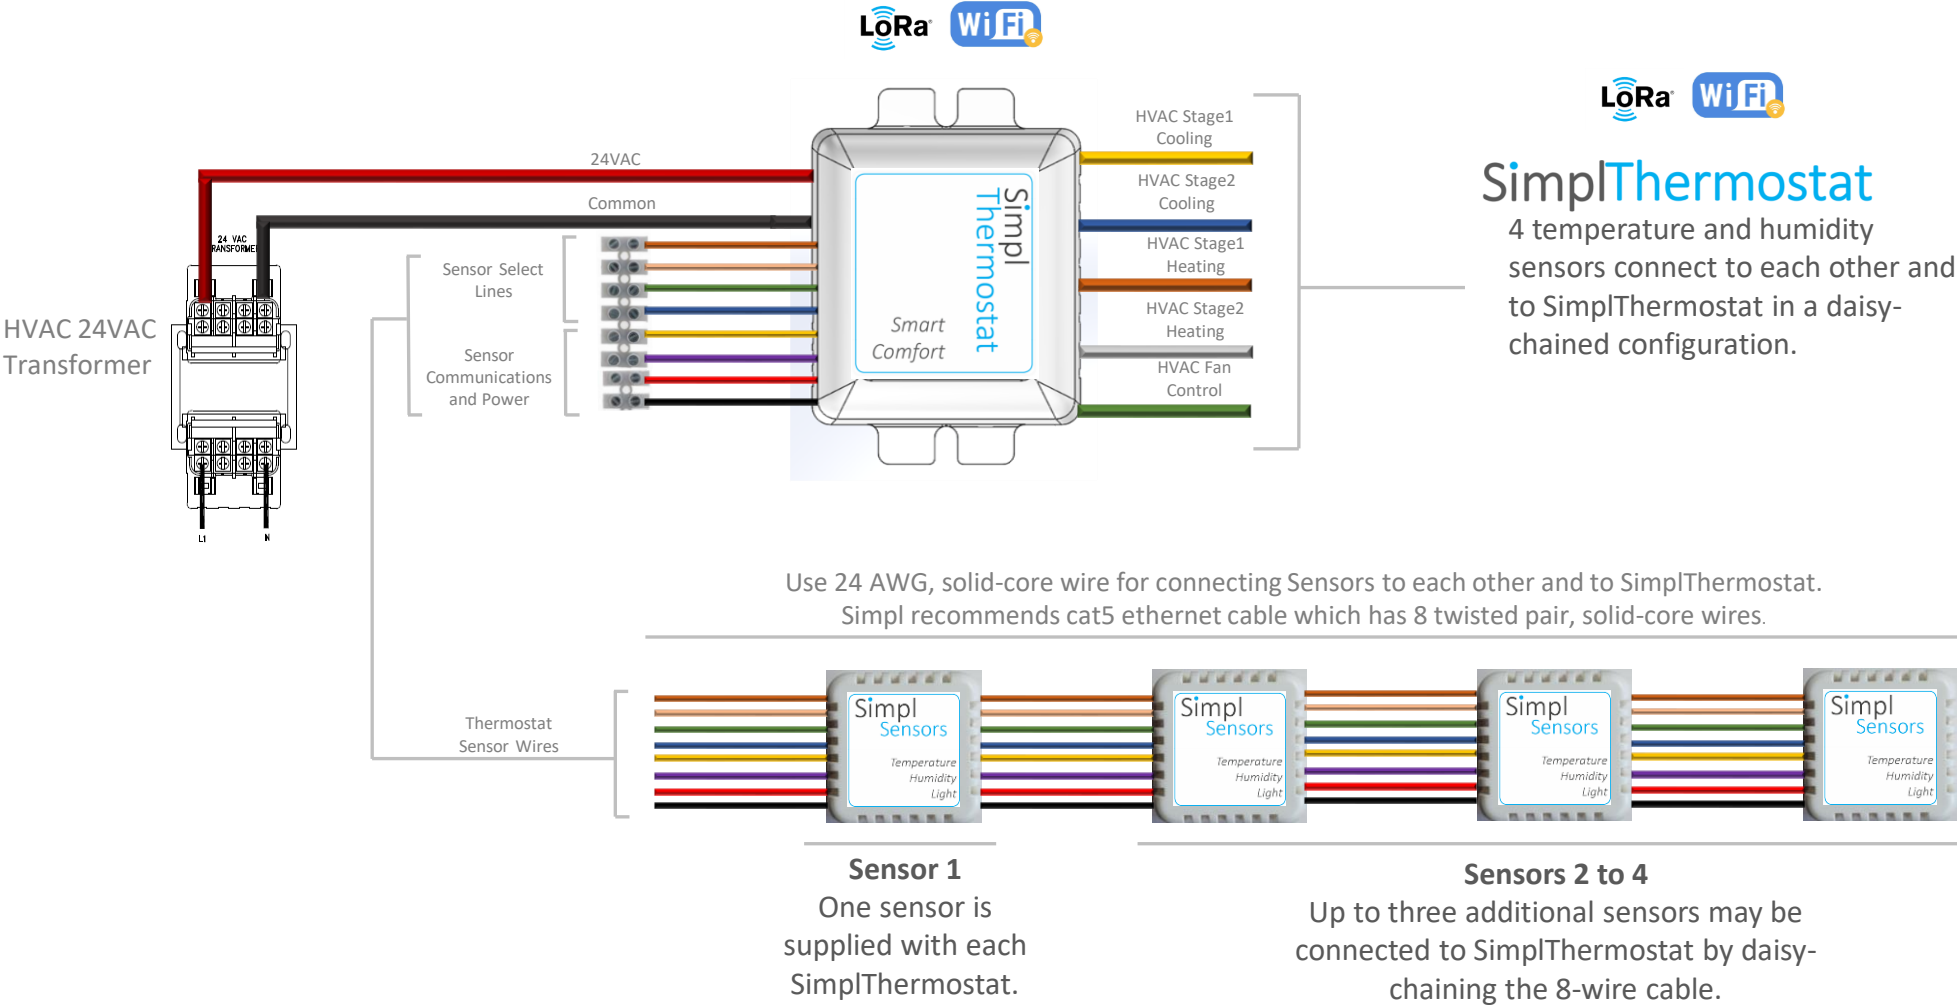 LoRa
WiFi
LoRa
WiFi
SimplThermostat
4 temperature and humidity
sensors connect to each other and
to SimplThermostat in a daisy-
chained configuration.
24VAC
Common
24 VAC
RANSFORME
HVAC 24VAC
Transformer
L1
N
Sensor Select
Lines
Sensor
Communications
and Power
Simpl
Thermostat
Smart
Comfort
HVAC Stage1
Cooling
HVAC Stage2
Cooling
HVAC Stage1
Heating
HVAC Stage2
Heating
HVAC Fan
Control
Use 24 AWG, solid-core wire for connecting Sensors to each other and to SimplThermostat.
Simpl recommends cat5 ethernet cable which has 8 twisted pair, solid-core wires.
Thermostat
Sensor Wires
Simpl
Sensors
Temperature
Humidity
Light
Simpl
Sensors
Temperature
Humidity
Light
Simpl
Sensors
Temperature
Humidity
Light
Simpl
Sensors
Temperature
Humidity
Light
Sensor 1
One sensor is
supplied with each
SimplThermostat.
Sensors 2 to 4
Up to three additional sensors may be
connected to SimplThermostat by daisy-
chaining the 8-wire cable.